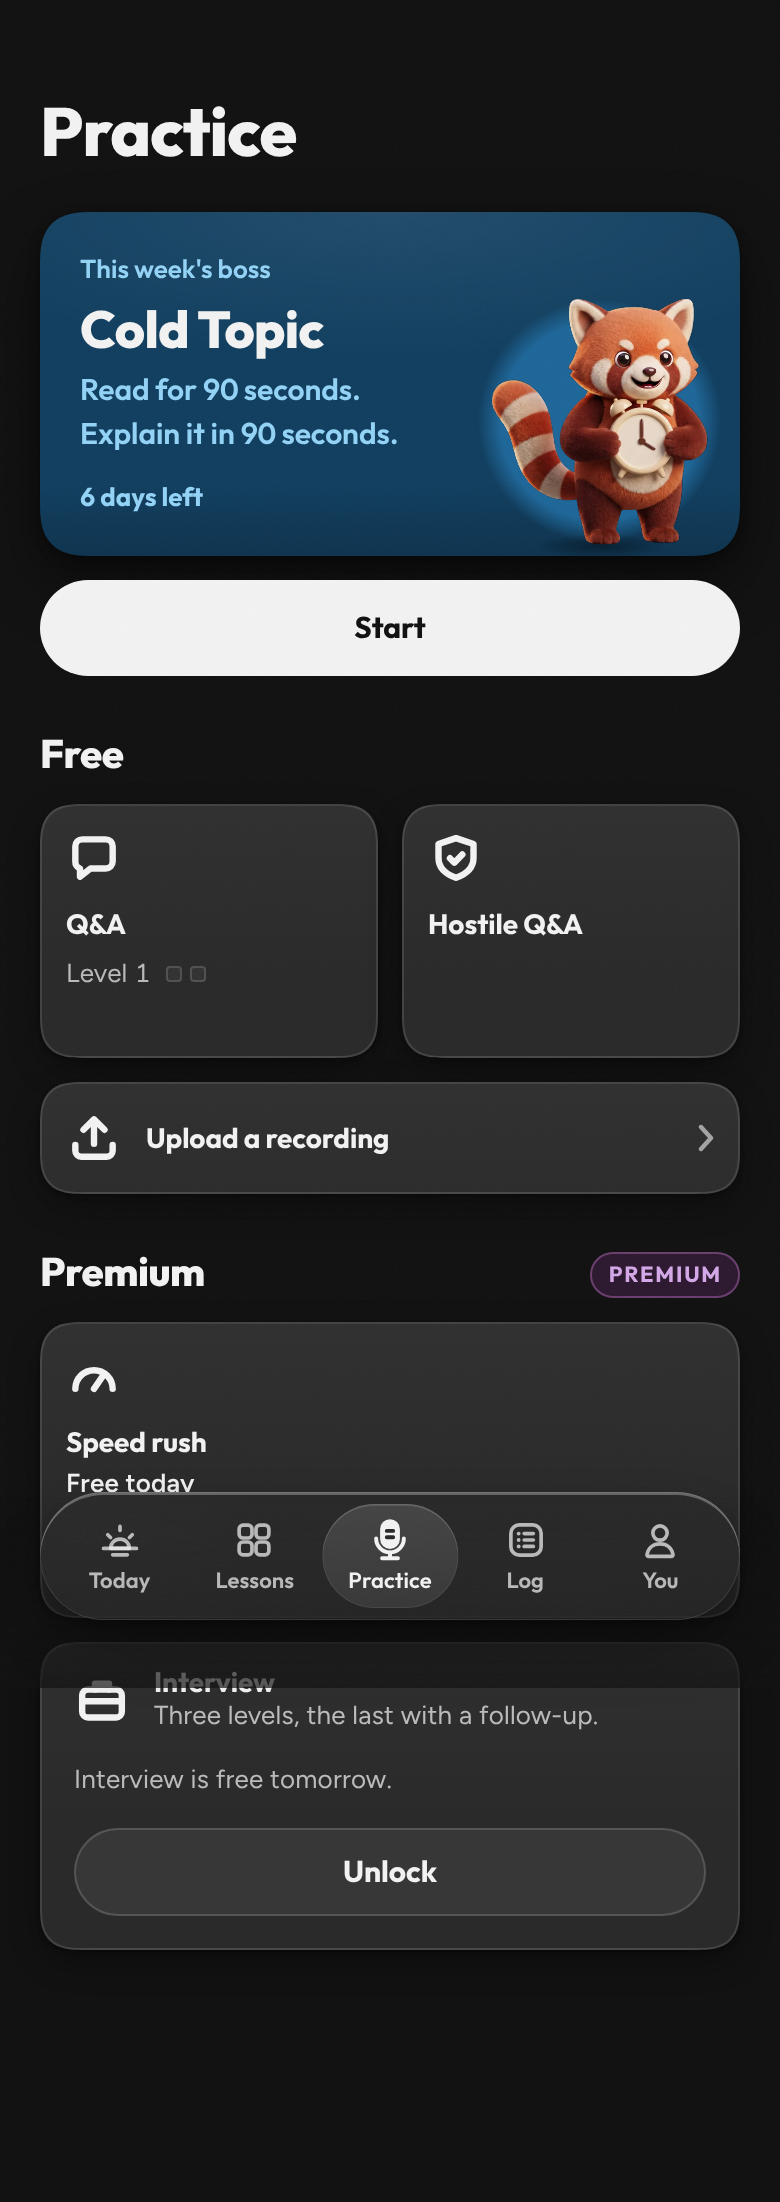 Practice
This week's boss
Cold Topic
Read for 90 seconds.
Explain it in 90 seconds.
6 days left
Start
Free
Q&A
Level 1
Hostile Q&A
Upload a recording
Premium
PREMIUM
Speed rush
Free today
Today
Lessons
Practice
Log
You
Interview
Three levels, the last with a follow-up.
Interview is free tomorrow.
Unlock